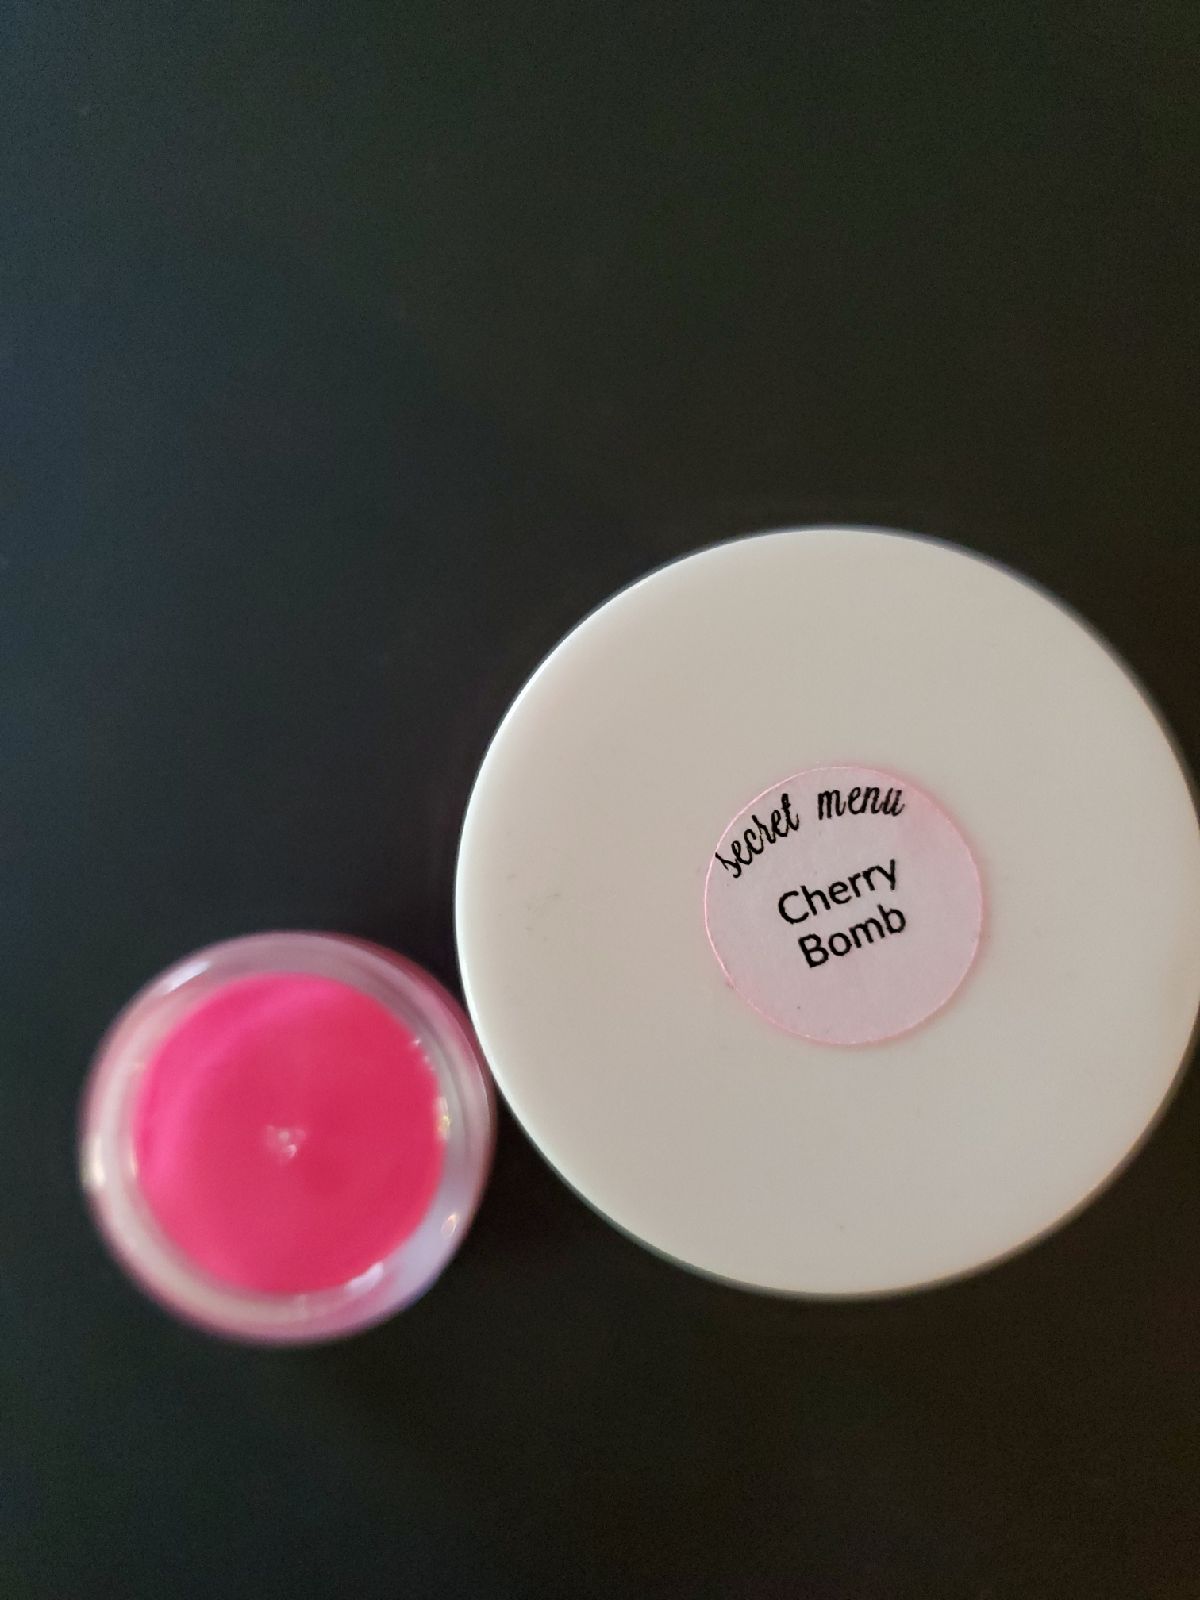 secret menu
Cherry
Bomb